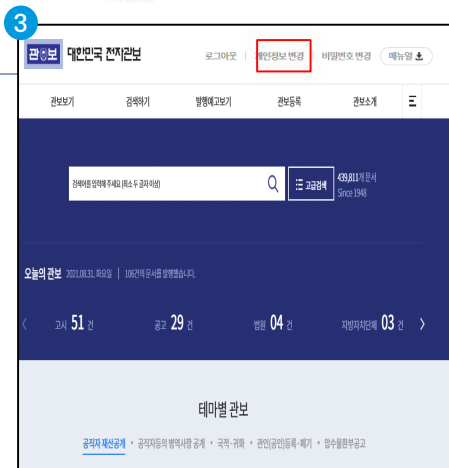 3
관보 대한민국 전자관보 로그아웃 개인정보 변경 비밀번호 변경 매뉴얼
관보보기 검색하기 발행예고보기 관보등록 관보소개
검색어를 입력해 주세요 (최소 두 글자 이상) 고급검색 439,811개 문서
Since 1948
오늘의 관보 2021.08.31. 화요일 106건의 문서를 발행했습니다.
고시 51 건 공고 29 건 법원 04 건 지방자치단체 03 건
테마별 관보
공직자 재산공개 • 공직자등의 병역사항 공개 • 국적·귀화 • 관인(공인)등록·폐기 • 압수물환부공고